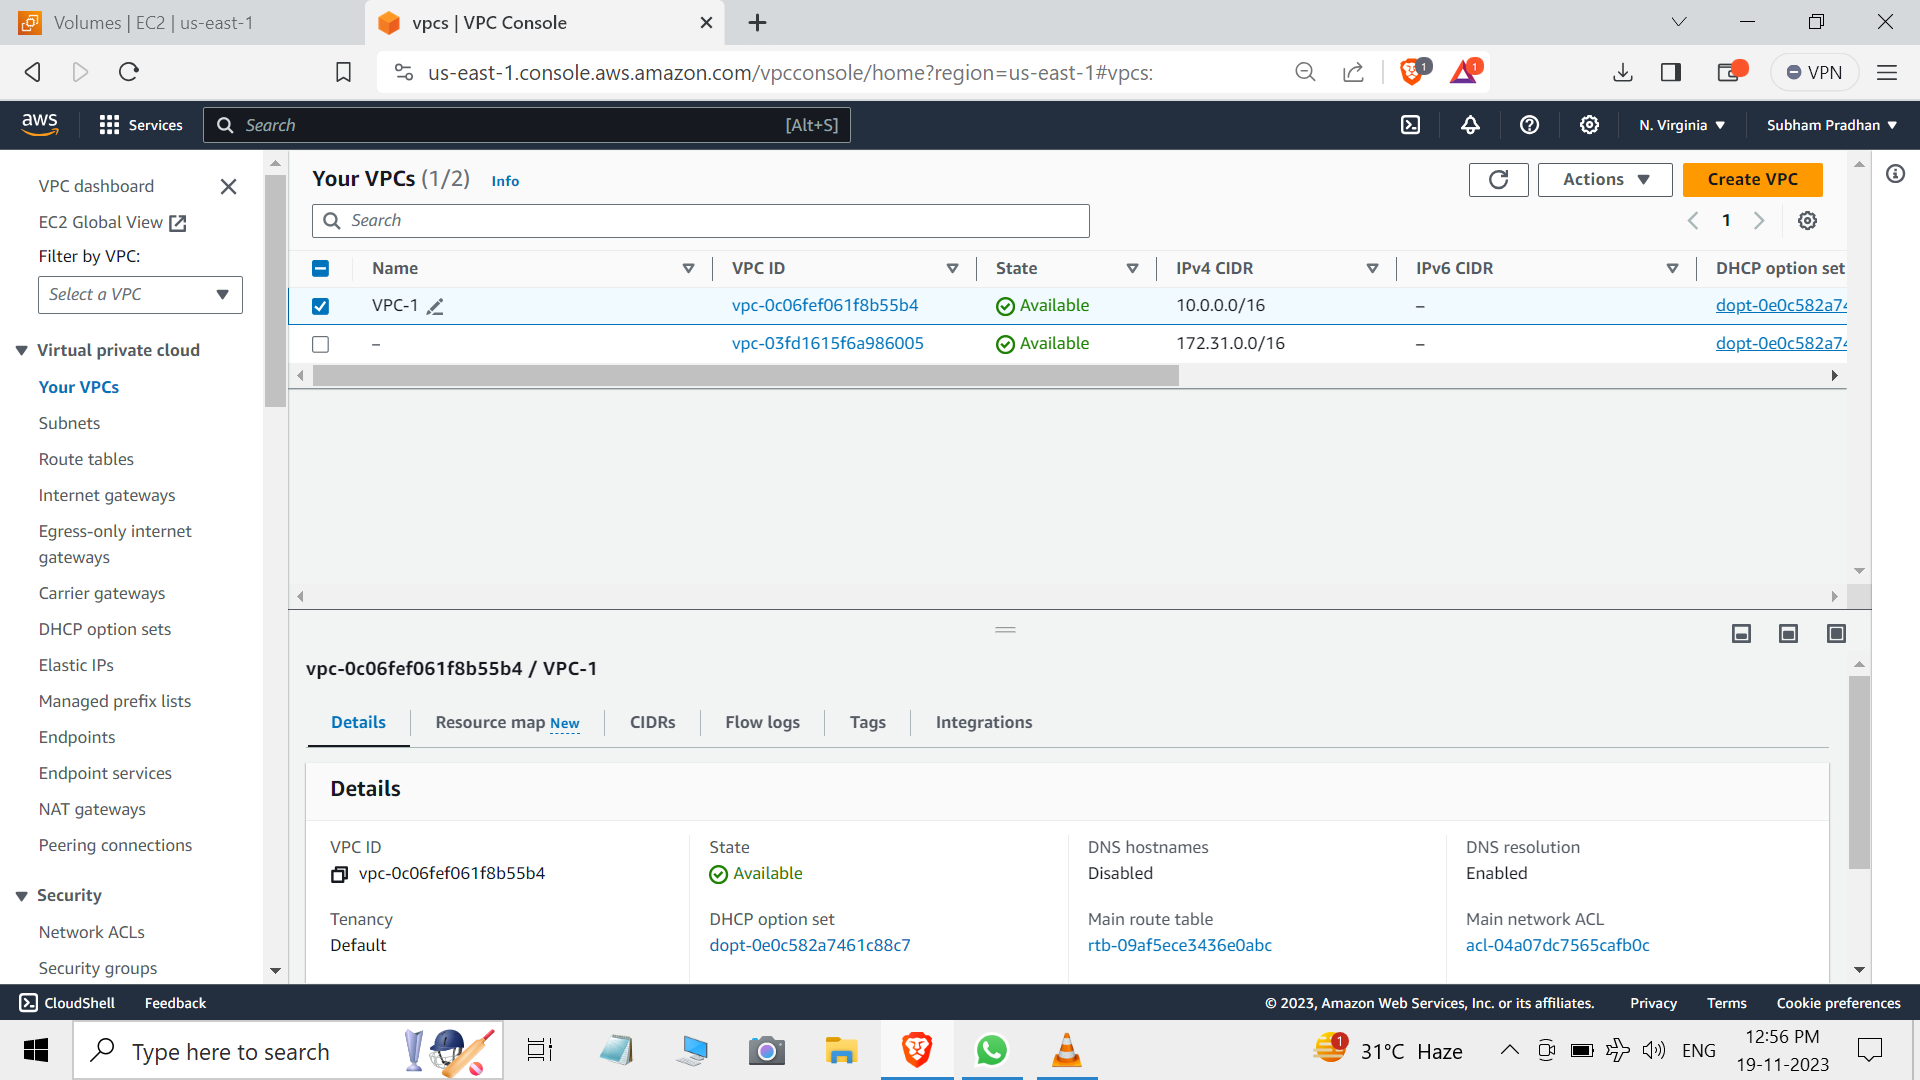 Volumes | EC2 | us-east-1
vpcs | VPC Console
us-east-1.console.aws.amazon.com/vpcconsole/home?region=us-east-1#vpcs:
1
1
VPN
aws
Services
Search
[Alt+S]
N. Virginia
Subham Pradhan
VPC dashboard
EC2 Global View
Filter by VPC:
Select a VPC
Virtual private cloud
Your VPCs
Subnets
Route tables
Internet gateways
Egress-only internet
gateways
Carrier gateways
DHCP option sets
Elastic IPs
Managed prefix lists
Endpoints
Endpoint services
NAT gateways
Peering connections
Security
Network ACLs
Security groups
Your VPCs (1/2) Info
Actions
Create VPC
Search
1
Name VPC ID State IPv4 CIDR IPv6 CIDR DHCP option set
VPC-1 vpc-0c06fef061f8b55b4 Available 10.0.0.0/16 – dopt-0e0c582a74
– vpc-03fd1615f6a986005 Available 172.31.0.0/16 – dopt-0e0c582a74
vpc-0c06fef061f8b55b4 / VPC-1
Details Resource map New CIDRs Flow logs Tags Integrations
Details
VPC ID State DNS hostnames DNS resolution
vpc-0c06fef061f8b55b4 Available Disabled Enabled
Tenancy DHCP option set Main route table Main network ACL
Default dopt-0e0c582a7461c88c7 rtb-09af5ece3436e0abc acl-04a07dc7565cafb0c
CloudShell Feedback © 2023, Amazon Web Services, Inc. or its affiliates. Privacy Terms Cookie preferences
Type here to search
1
31°C Haze
ENG
12:56 PM
19-11-2023